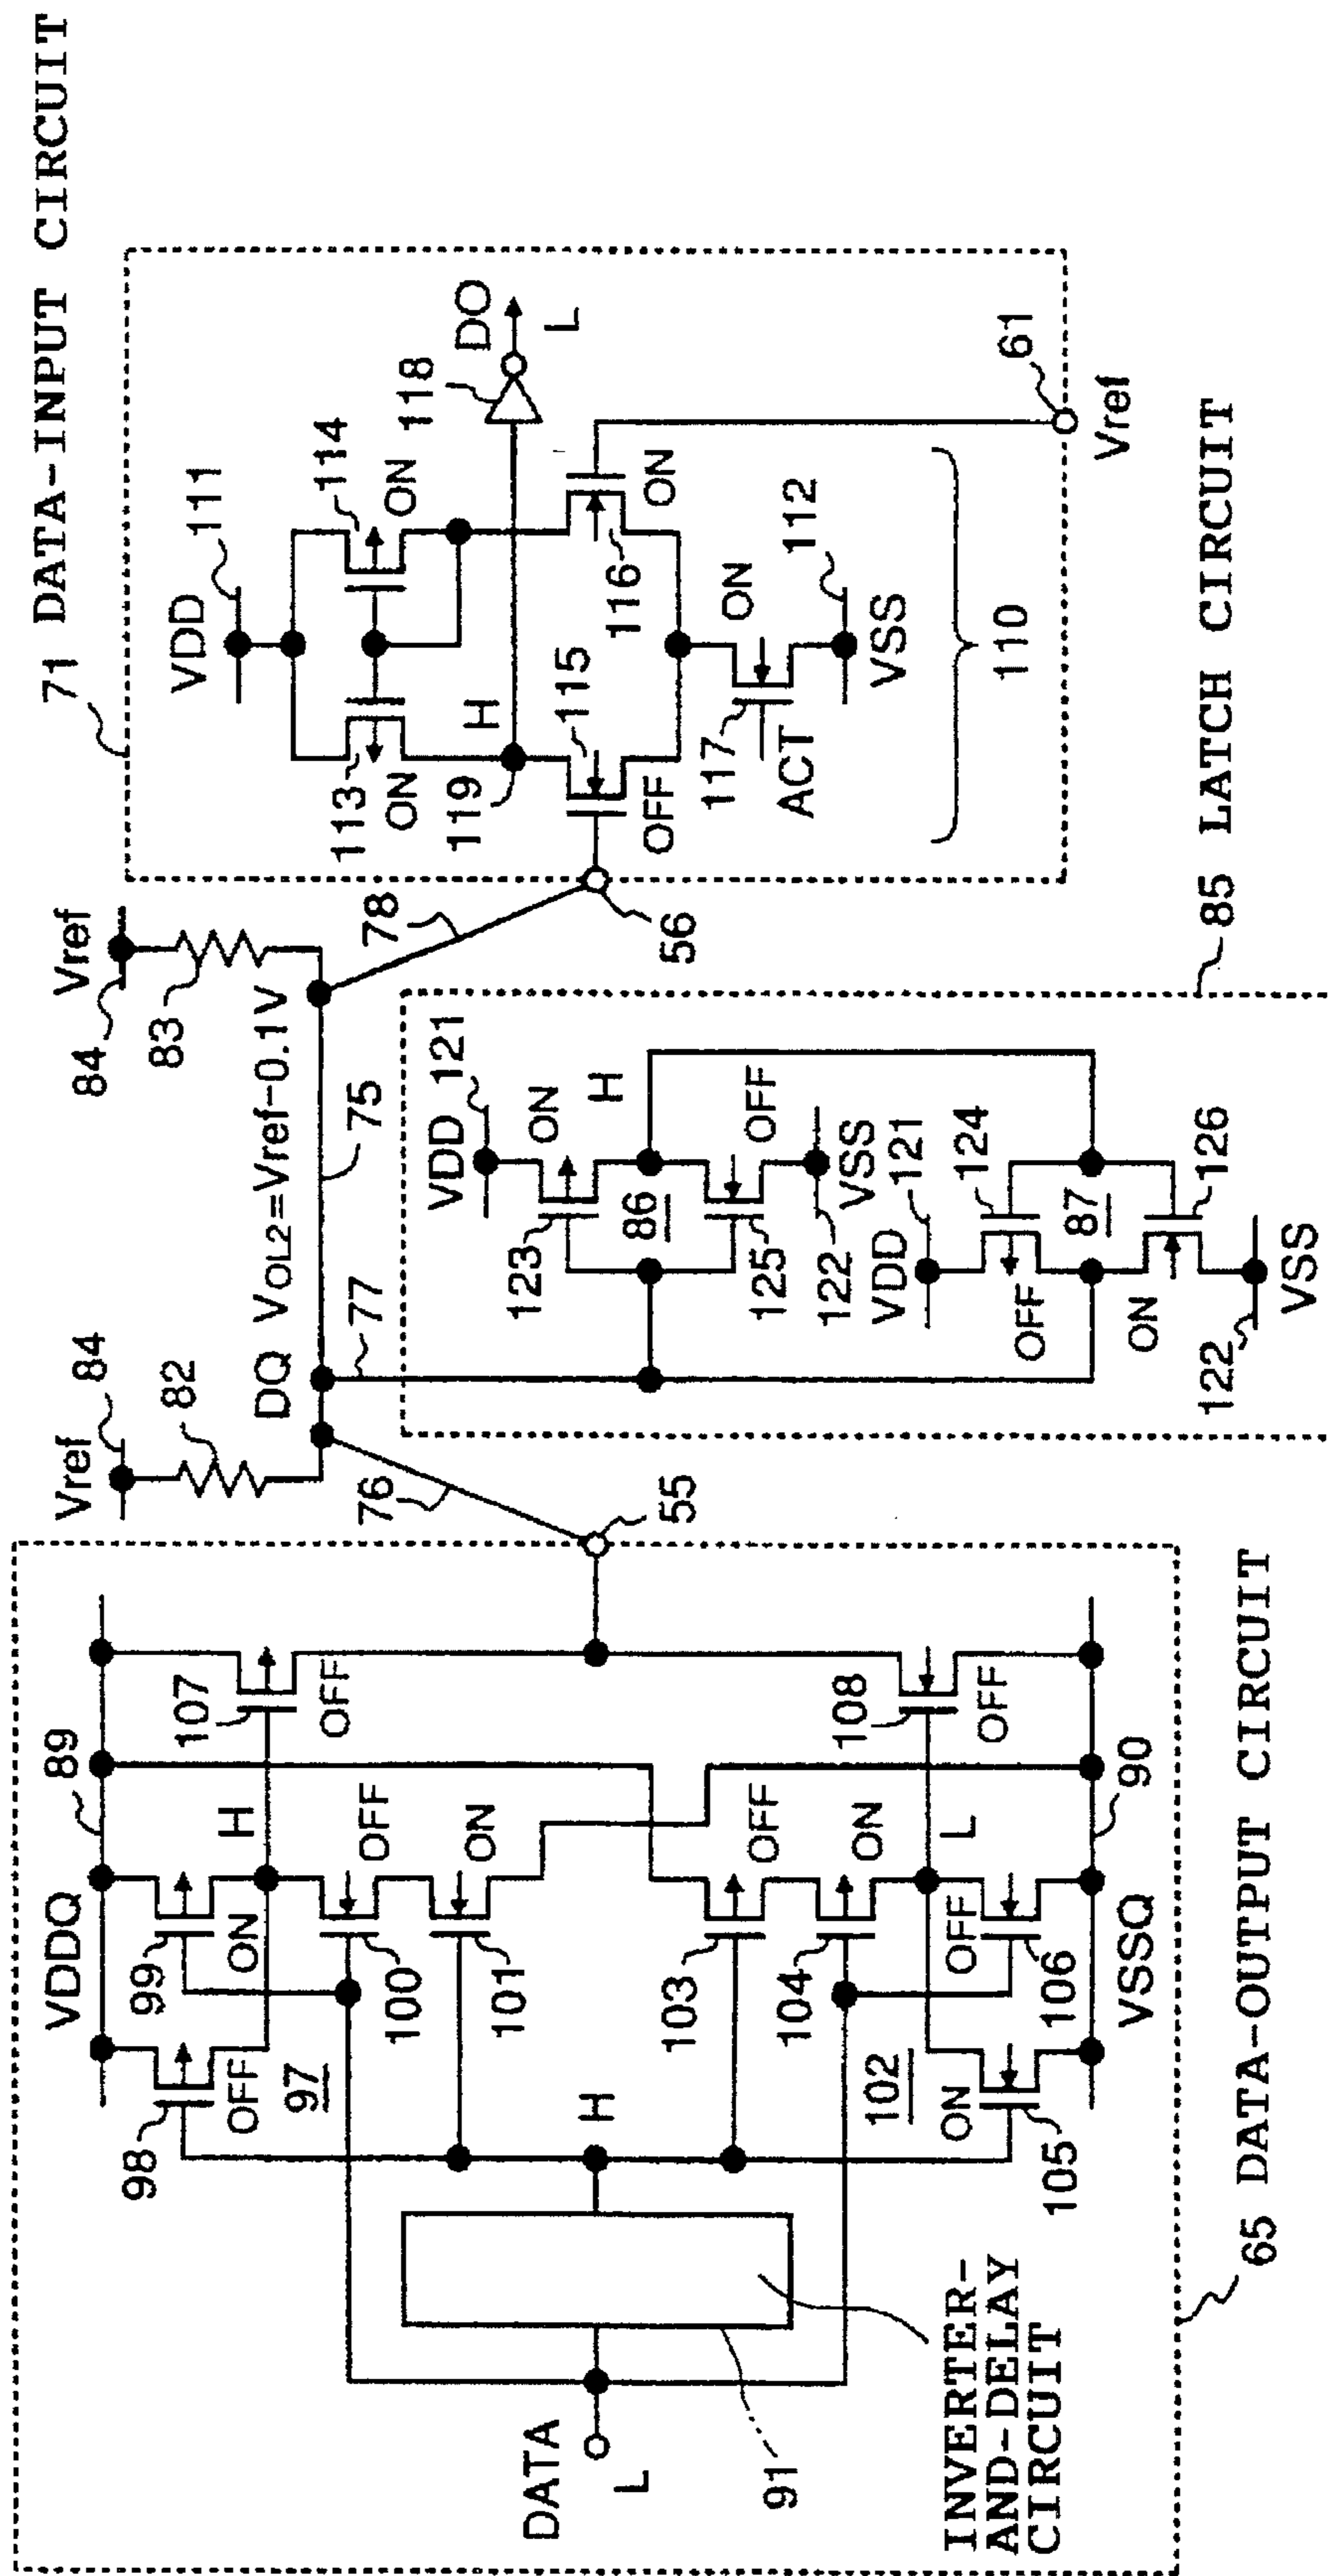 65 DATA-OUTPUT CIRCUIT
VDDQ
89
98
OFF
99
ON
H
107
OFF
97
OFF
100
ON
101
DATA
L
H
91
INVERTER-
AND-DELAY
CIRCUIT
103
OFF
104
ON
102
ON
105
OFF
106
L
108
OFF
VSSQ
90
55
76
Vref
84
82
DQ
VOL2=Vref-0.1V
77
75
Vref
84
83
78
56
85 LATCH CIRCUIT
VDD
121
123
ON
H
86
125
OFF
122
VSS
VDD
121
124
OFF
87
ON
126
122
VSS
71 DATA-INPUT CIRCUIT
VDD
111
113
ON
114
ON
119
H
118
DO
L
115
OFF
116
ON
117
ON
ACT
112
VSS
110
61
Vref